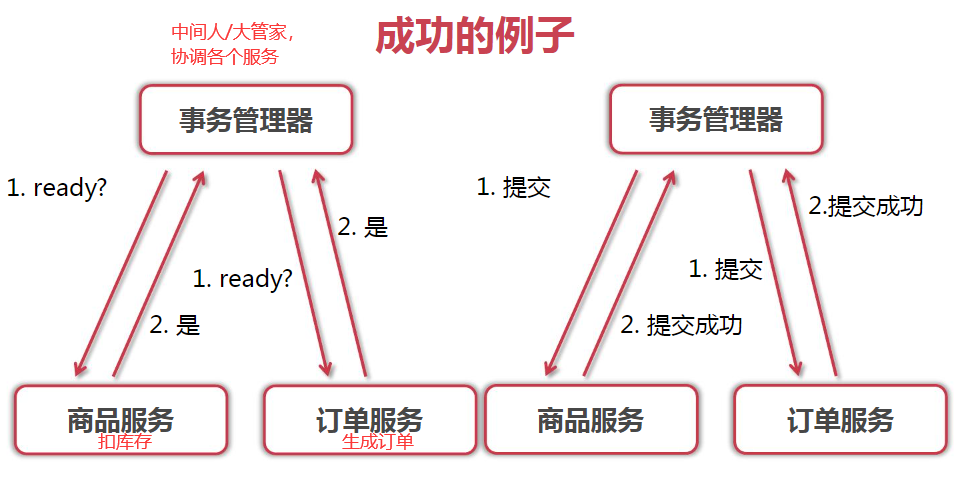 成功的例子
中间人/大管家，
协调各个服务
事务管理器
1. ready?
2. 是
1. ready?
2. 是
商品服务
扣库存
订单服务
生成订单
事务管理器
1. 提交
2.提交成功
1. 提交
2. 提交成功
商品服务
订单服务